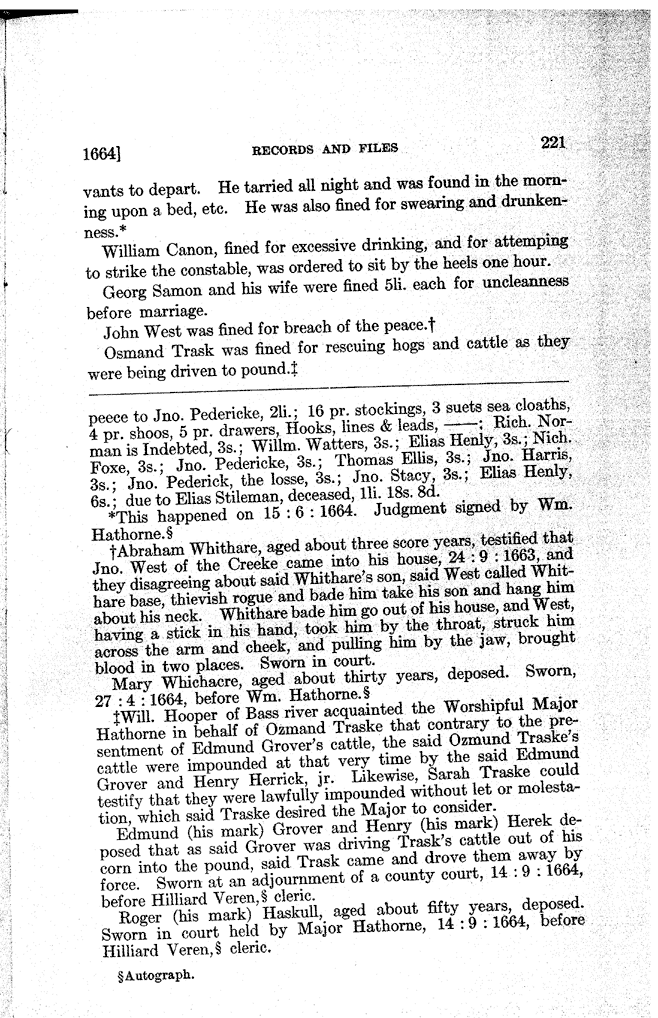 1664] RECORDS AND FILES 221
vants to depart. He tarried all night and was found in the morn-
ing upon a bed, etc. He was also fined for swearing and drunken-
ness.*
William Canon, fined for excessive drinking, and for attemping
to strike the constable, was ordered to sit by the heels one hour.
Georg Samon and his wife were fined 5li. each for uncleanness
before marriage.
John West was fined for breach of the peace.†
Osmand Trask was fined for rescuing hogs and cattle as they
were being driven to pound.‡
peece to Jno. Pedericke, 2li.; 16 pr. stockings, 3 suets sea cloaths,
4 pr. shoos, 5 pr. drawers, Hooks, lines & leads, ——; Rich. Nor-
man is Indebted, 3s.; Willm. Watters, 3s.; Elias Henly, 3s.; Nich.
Foxe, 3s.; Jno. Pedericke, 3s.; Thomas Ellis, 3s.; Jno. Harris,
3s.; Jno. Pederick, the losse, 3s.; Jno. Stacy, 3s.; Elias Henly,
6s.; due to Elias Stileman, deceased, 1li. 18s. 8d.
*This happened on 15 : 6 : 1664. Judgment signed by Wm.
Hathorne.§
†Abraham Whithare, aged about three score years, testified that
Jno. West of the Creeke came into his house, 24 : 9 : 1663, and
they disagreeing about said Whithare's son, said West called Whit-
hare base, thievish rogue and bade him take his son and hang him
about his neck. Whithare bade him go out of his house, and West,
having a stick in his hand, took him by the throat, struck him
across the arm and cheek, and pulling him by the jaw, brought
blood in two places. Sworn in court.
Mary Whichacre, aged about thirty years, deposed. Sworn,
27 : 4 : 1664, before Wm. Hathorne.§
‡Will. Hooper of Bass river acquainted the Worshipful Major
Hathorne in behalf of Ozmand Traske that contrary to the pre-
sentment of Edmund Grover's cattle, the said Ozmund Traske's
cattle were impounded at that very time by the said Edmund
Grover and Henry Herrick, jr. Likewise, Sarah Traske could
testify that they were lawfully impounded without let or molesta-
tion, which said Traske desired the Major to consider.
Edmund (his mark) Grover and Henry (his mark) Herek de-
posed that as said Grover was driving Trask's cattle out of his
corn into the pound, said Trask came and drove them away by
force. Sworn at an adjournment of a county court, 14 : 9 : 1664,
before Hilliard Veren,§ cleric.
Roger (his mark) Haskull, aged about fifty years, deposed.
Sworn in court held by Major Hathorne, 14 : 9 : 1664, before
Hilliard Veren,§ cleric.
§Autograph.